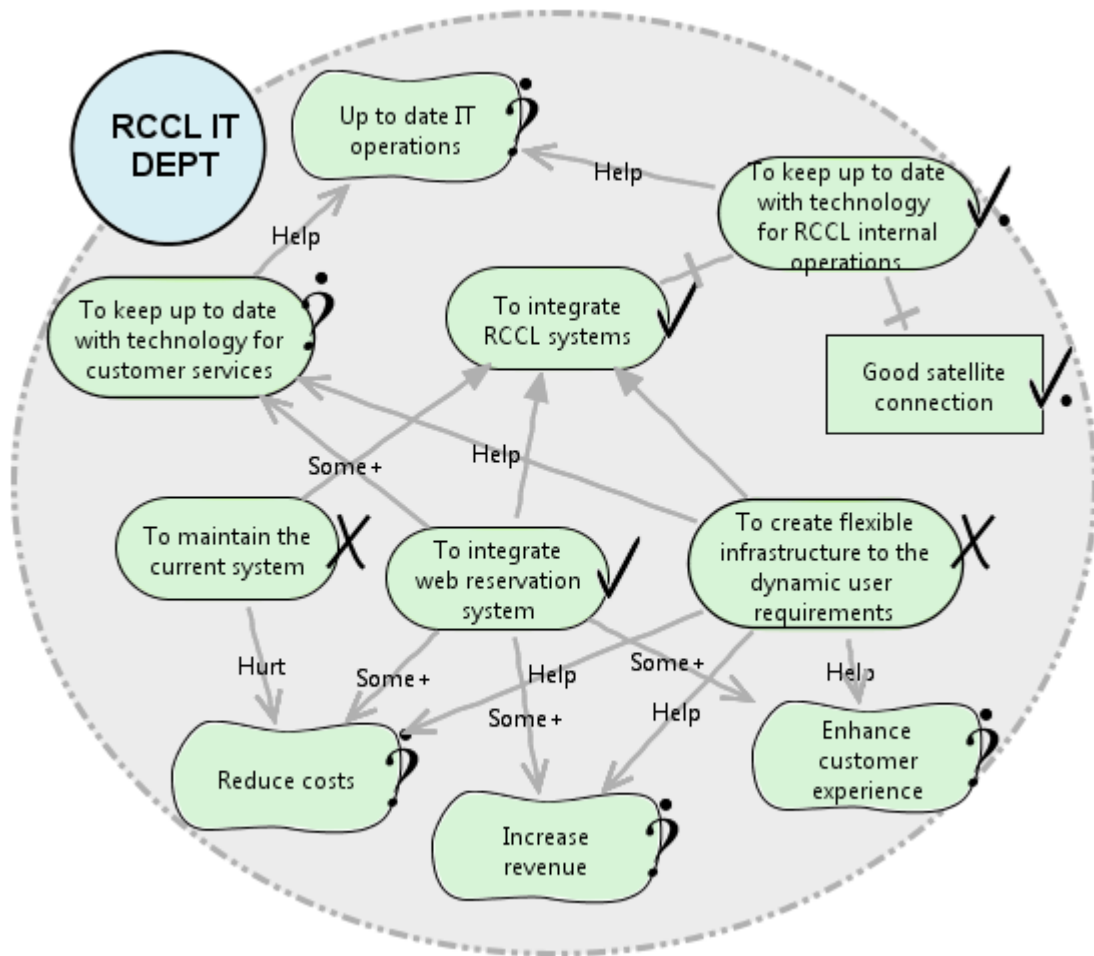 RCCL IT
DEPT
Up to date IT
operations
Help
To keep up to date
with technology
for RCCL internal
operations
Help
To keep up to date
with technology for
customer services
To integrate
RCCL systems
Good satellite
connection
Some+
Help
To maintain the
current system
To integrate
web reservation
system
To create flexible
infrastructure to the
dynamic user
requirements
Hurt
Some+
Help
Some+
Help
Some+
Help
Reduce costs
Increase
revenue
Enhance
customer
experience